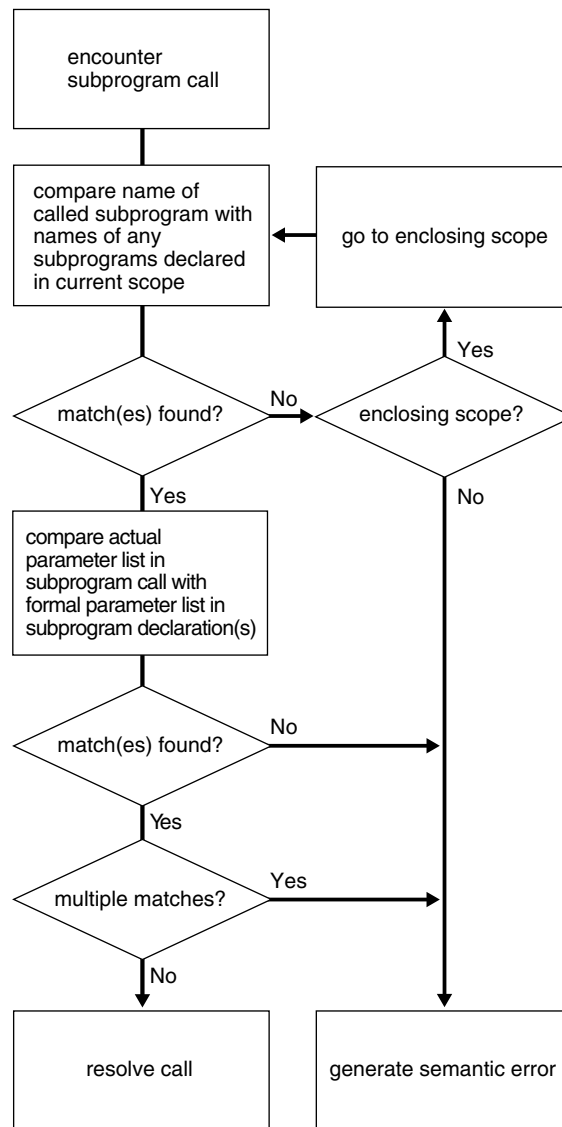 encounter
subprogram call
compare name of
called subprogram with
names of any
subprograms declared
in current scope
go to enclosing scope
Yes
match(es) found?
No
enclosing scope?
Yes
No
compare actual
parameter list in
subprogram call with
formal parameter list in
subprogram declaration(s)
match(es) found?
No
Yes
multiple matches?
Yes
No
resolve call
generate semantic error